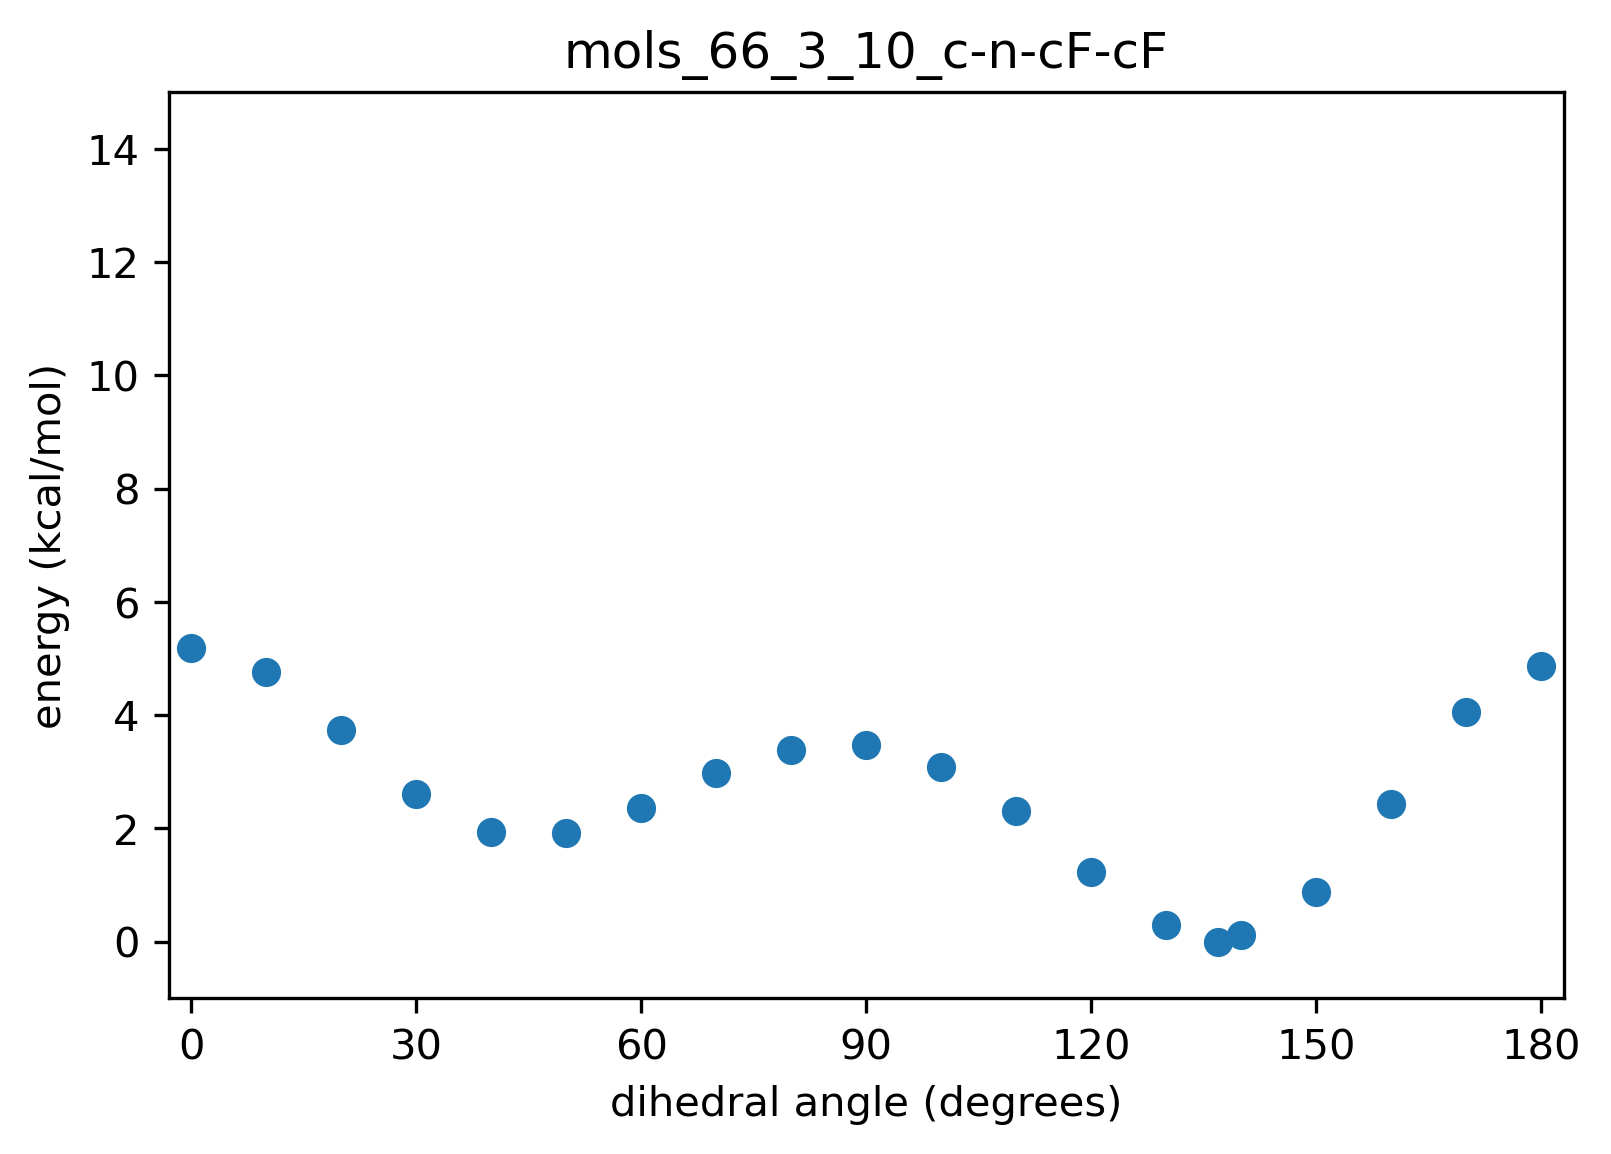 mols_66_3_10_c-n-cF-cF
14
12
10
8
6
4
2
0
energy (kcal/mol)
0 30 60 90 120 150 180
dihedral angle (degrees)